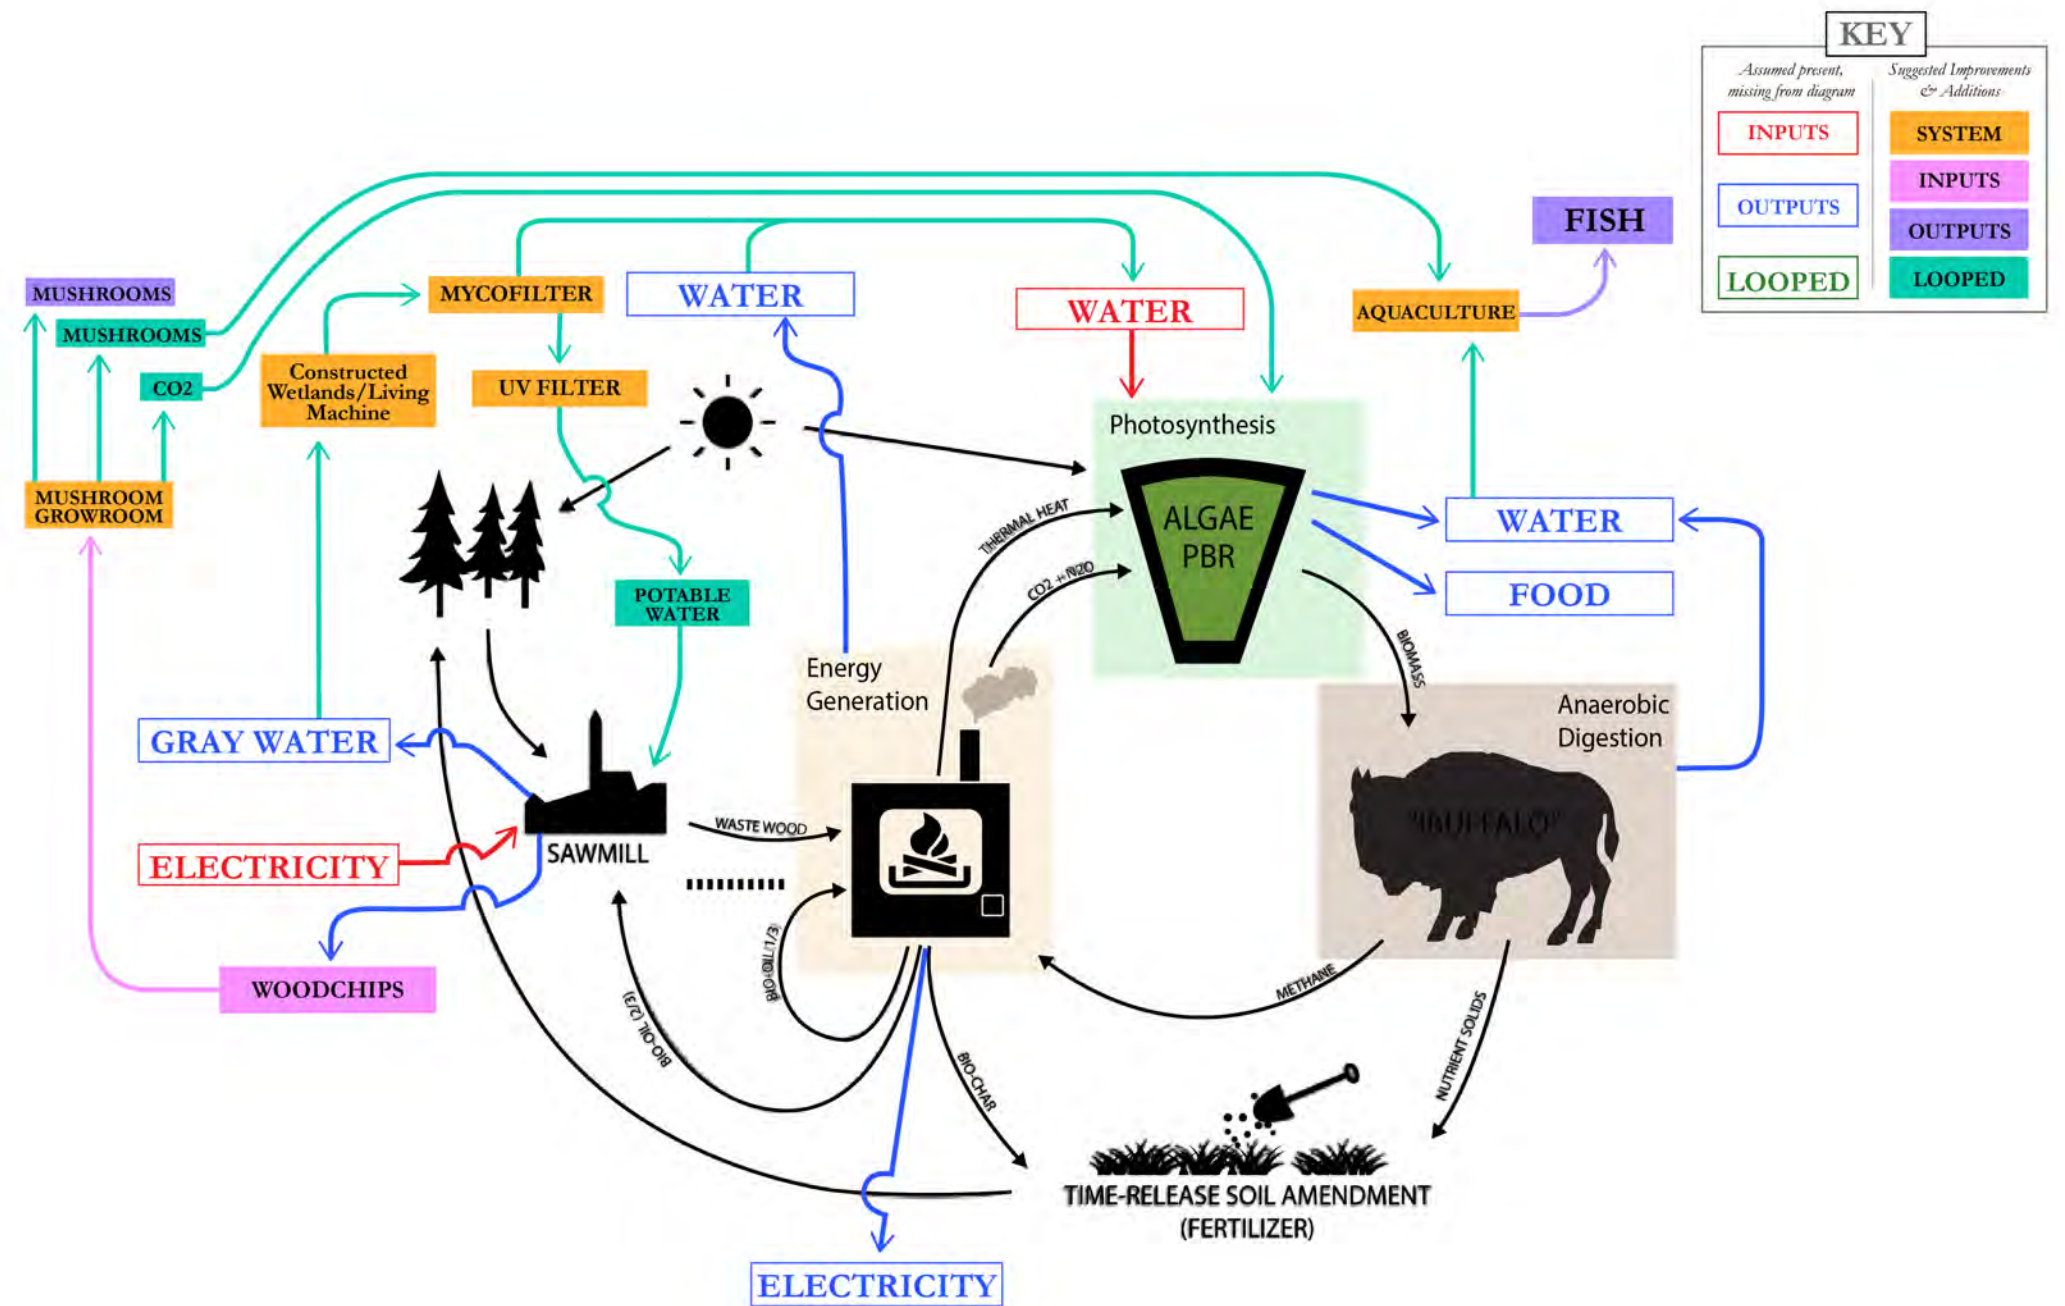 KEY
Assumed present,
missing from diagram
INPUTS
OUTPUTS
LOOPED
Suggested Improvements
& Additions
SYSTEM
INPUTS
OUTPUTS
LOOPED
FISH
MUSHROOMS
MUSHROOMS
CO2
MUSHROOM
GROWROOM
Constructed
Wetlands/Living
Machine
MYCOFILTER
UV FILTER
WATER
WATER
AQUACULTURE
Photosynthesis
ALGAE
PBR
THERMAL HEAT
CO2 + N2O
WATER
FOOD
BIOMASS
POTABLE
WATER
Energy
Generation
Anaerobic
Digestion
"BUFFALO"
GRAY WATER
ELECTRICITY
SAWMILL
WASTE WOOD
WOODCHIPS
BIO-OIL (1/3)
BIO-OIL (2/3)
BIO-CHAR
METHANE
NUTRIENT SOLIDS
TIME-RELEASE SOIL AMENDMENT
(FERTILIZER)
ELECTRICITY